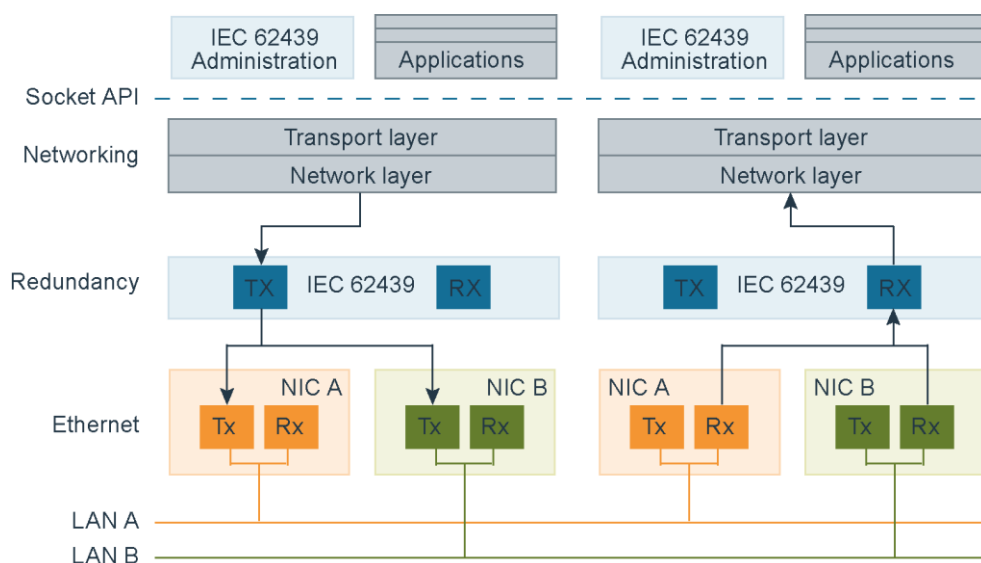 IEC 62439
Administration
Applications
IEC 62439
Administration
Applications
Socket API
Networking
Transport layer
Network layer
Transport layer
Network layer
Redundancy
TX
IEC 62439
RX
TX
IEC 62439
RX
Ethernet
NIC A
Tx
Rx
NIC B
Tx
Rx
NIC A
Tx
Rx
NIC B
Tx
Rx
LAN A
LAN B